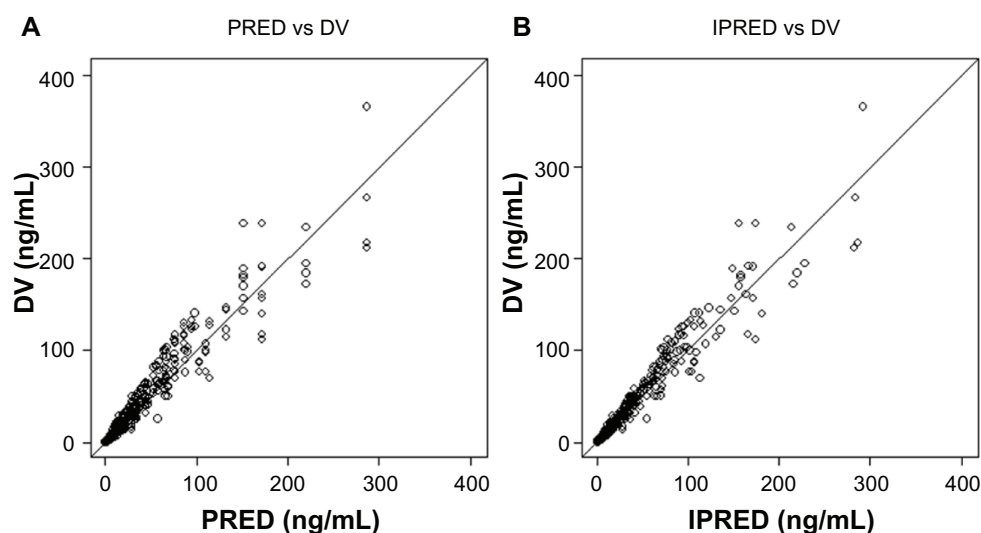 A
PRED vs DV
DV (ng/mL)
400
300
200
100
0
0 100 200 300 400
PRED (ng/mL)
B
IPRED vs DV
DV (ng/mL)
400
300
200
100
0
0 100 200 300 400
IPRED (ng/mL)